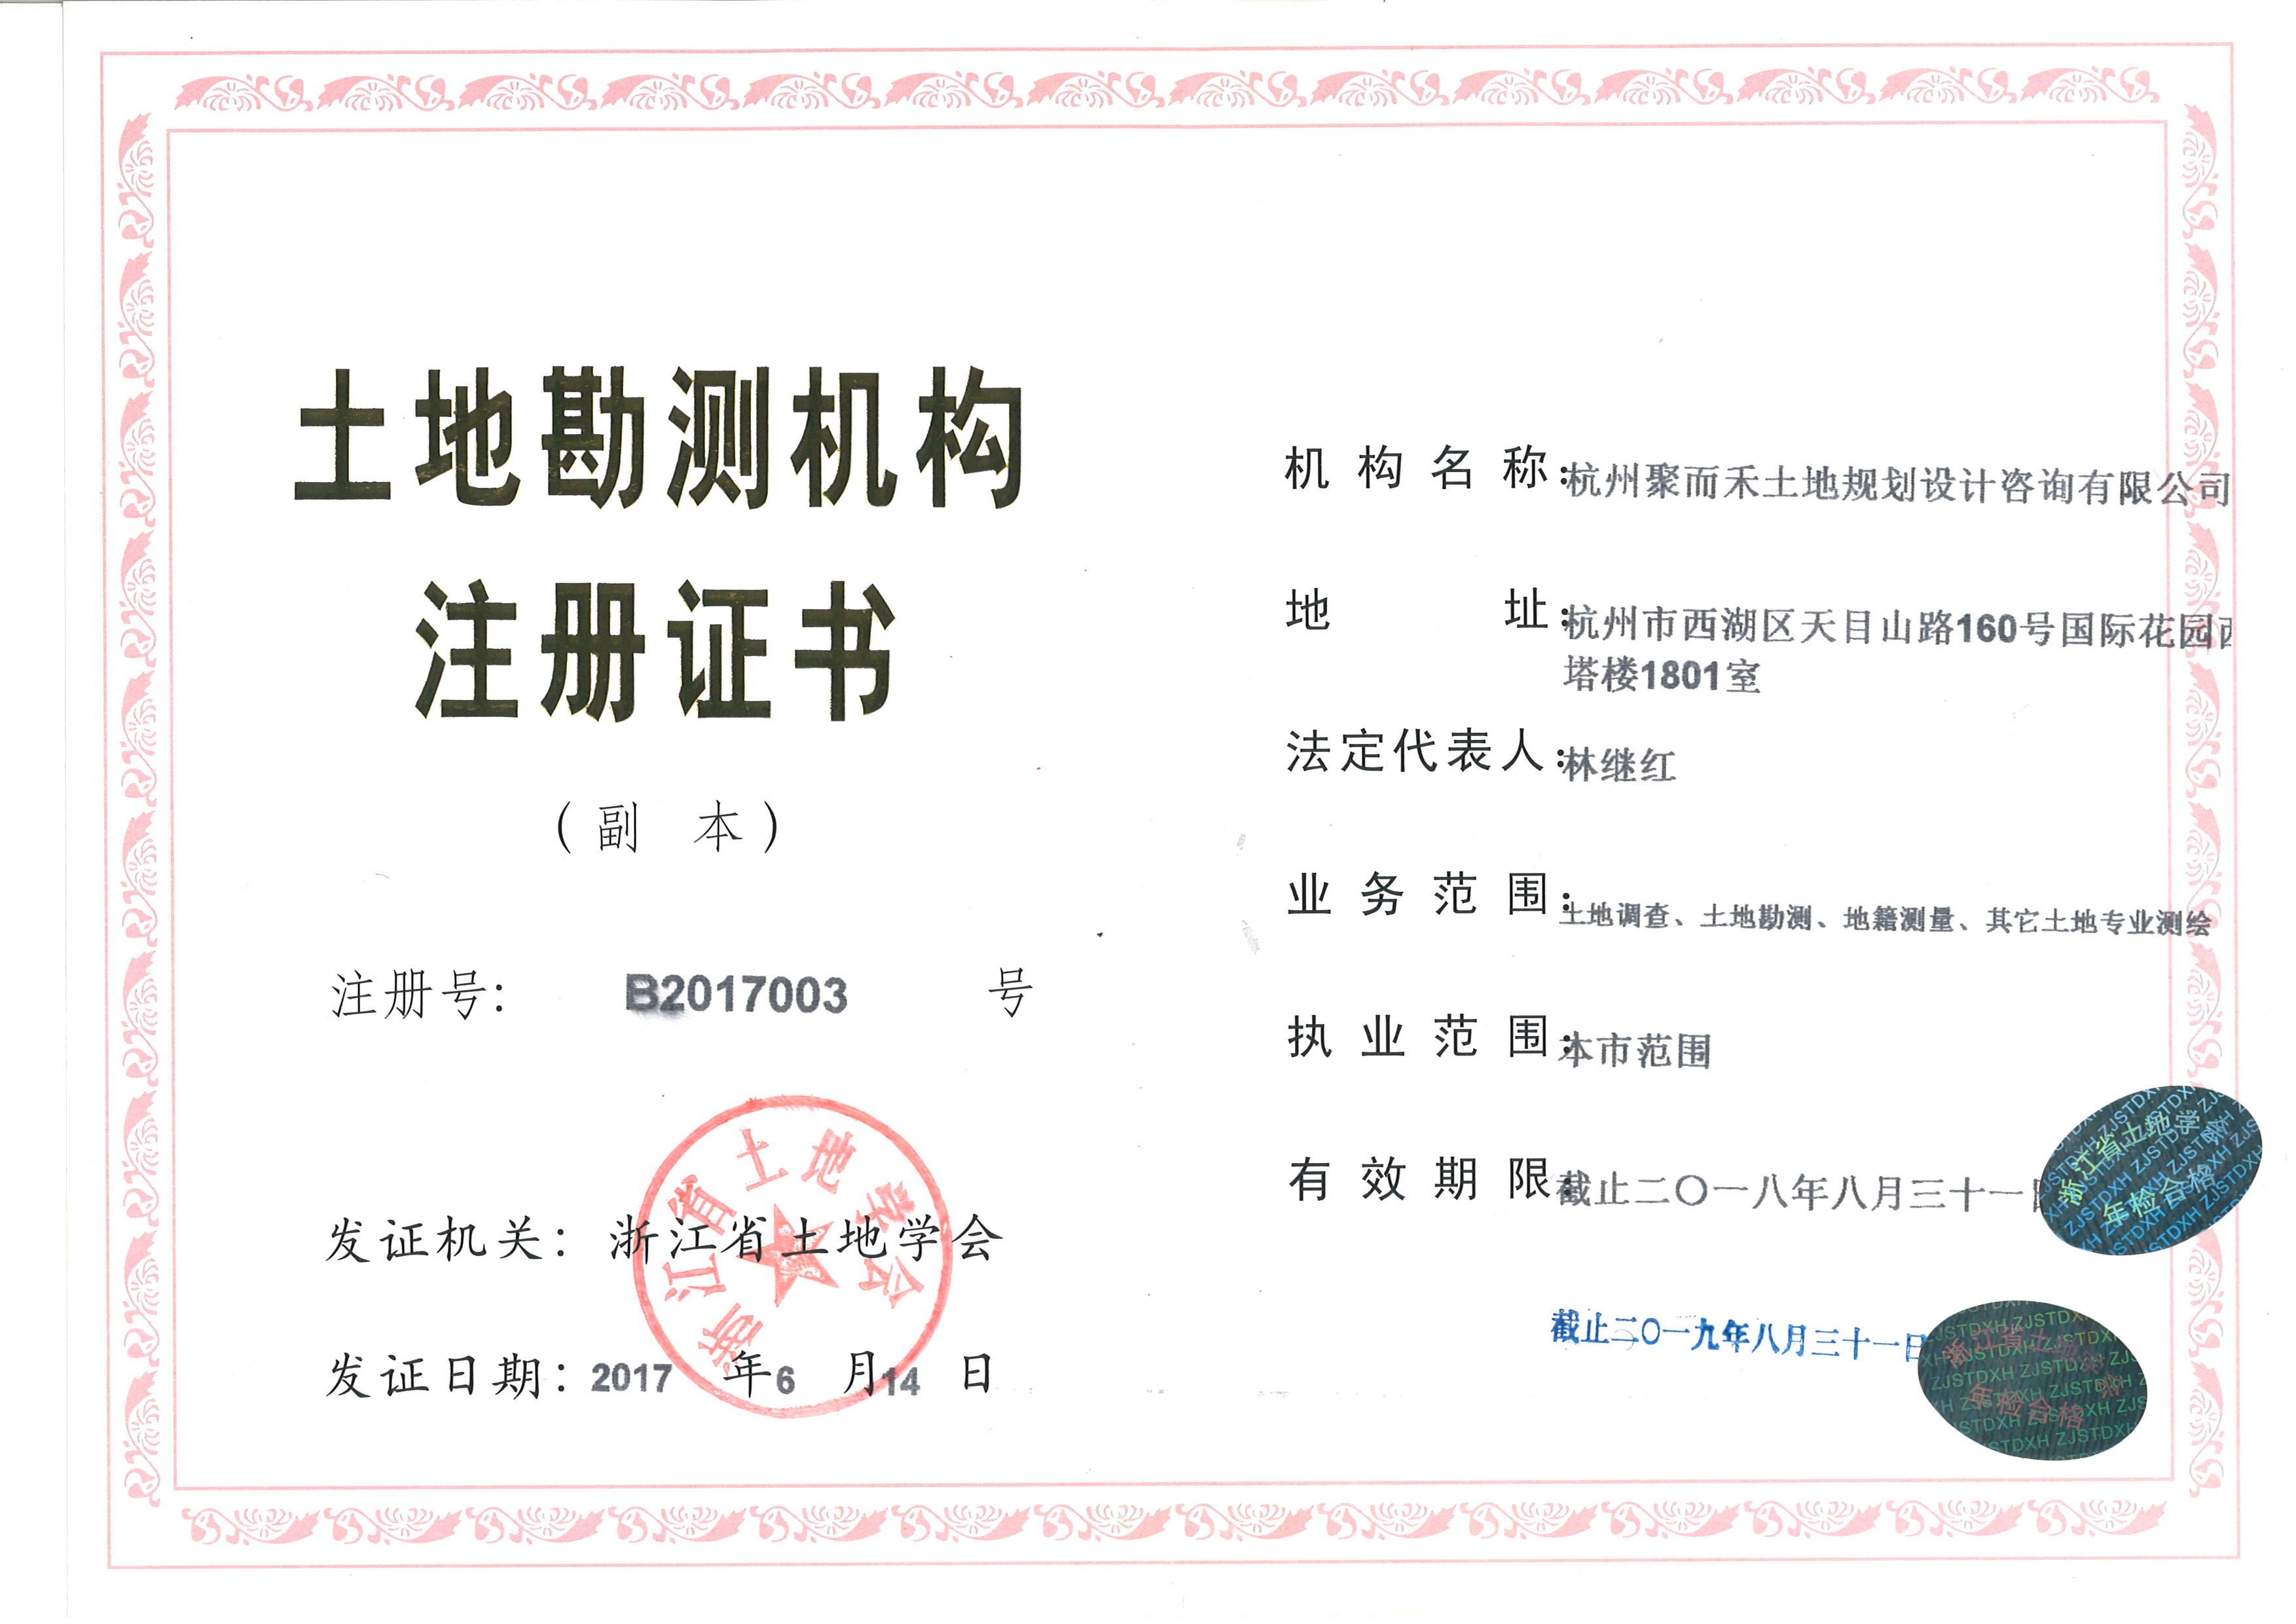 土地勘测机构
注册证书
（副 本）
注册号： B2017003 号
发证机关：浙江省土地学会
发证日期：2017 年 6 月 14 日
浙江省土地学会
机构名称：杭州聚而禾土地规划设计咨询有限公司
地 址：杭州市西湖区天目山路160号国际花园西
塔楼1801室
法定代表人：林继红
业务范围：土地调查、土地勘测、地籍测量、其它土地专业测绘
执业范围：本市范围
有效期限：截止二〇一八年八月三十一日
浙江省土地学会
年检合格
ZJSTDXH
截止二〇一九年八月三十一日
浙江省土地学会
年检合格
ZJSTDXH